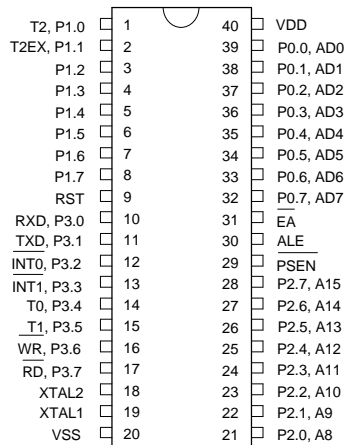 T2, P1.0 1 40 VDD
T2EX, P1.1 2 39 P0.0, AD0
P1.2 3 38 P0.1, AD1
P1.3 4 37 P0.2, AD2
P1.4 5 36 P0.3, AD3
P1.5 6 35 P0.4, AD4
P1.6 7 34 P0.5, AD5
P1.7 8 33 P0.6, AD6
RST 9 32 P0.7, AD7
RXD, P3.0 10 31 EA
TXD, P3.1 11 30 ALE
INT0, P3.2 12 29 PSEN
INT1, P3.3 13 28 P2.7, A15
T0, P3.4 14 27 P2.6, A14
T1, P3.5 15 26 P2.5, A13
WR, P3.6 16 25 P2.4, A12
RD, P3.7 17 24 P2.3, A11
XTAL2 18 23 P2.2, A10
XTAL1 19 22 P2.1, A9
VSS 20 21 P2.0, A8